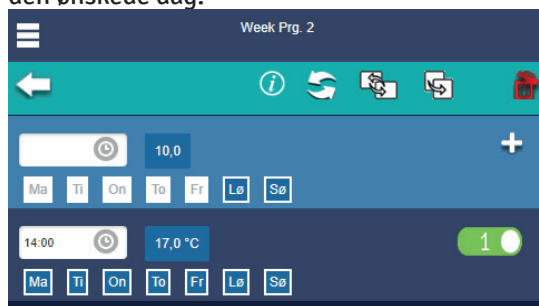 den ønskede dag.
Week Prg. 2
i
10,0
Ma Ti On To Fr Lø Sø
14:00 17,0 °C 1
Ma Ti On To Fr Lø Sø